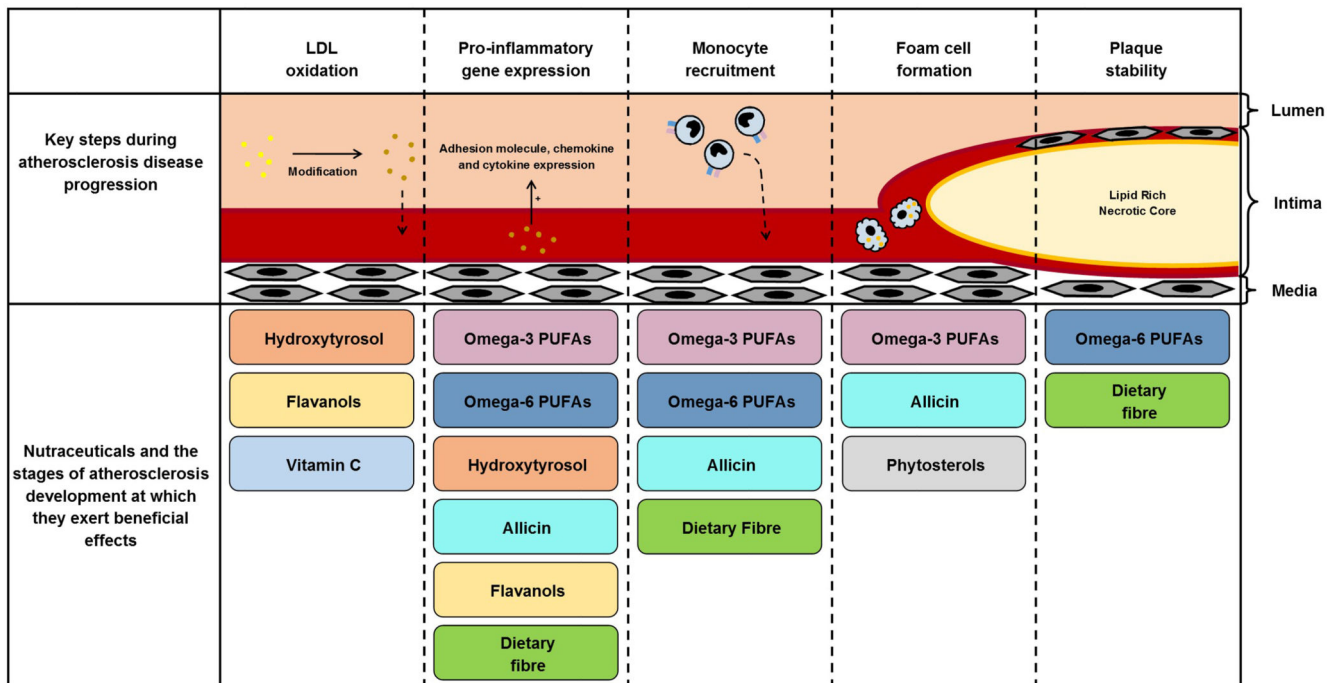 LDL
oxidation
Pro-inflammatory
gene expression
Monocyte
recruitment
Foam cell
formation
Plaque
stability
Key steps during
atherosclerosis disease
progression
Modification
Adhesion molecule, chemokine
and cytokine expression
+
Lipid Rich
Necrotic Core
Lumen
Intima
Media
Nutraceuticals and the
stages of atherosclerosis
development at which
they exert beneficial
effects
Hydroxytyrosol
Flavanols
Vitamin C
Omega-3 PUFAs
Omega-6 PUFAs
Hydroxytyrosol
Allicin
Flavanols
Dietary
fibre
Omega-3 PUFAs
Omega-6 PUFAs
Allicin
Dietary Fibre
Omega-3 PUFAs
Allicin
Phytosterols
Omega-6 PUFAs
Dietary
fibre